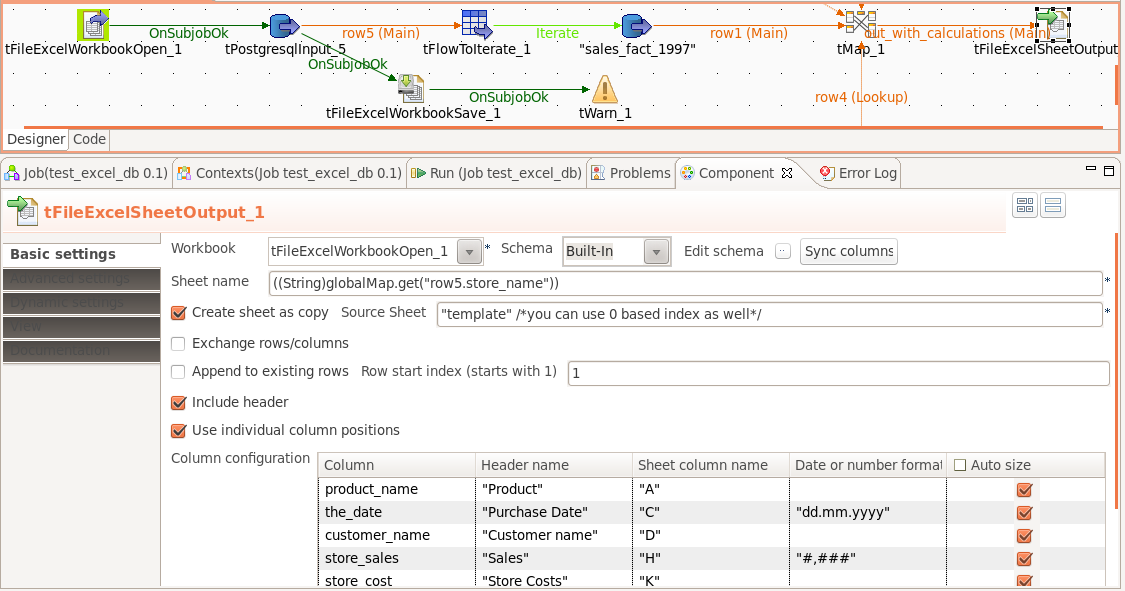 OnSubjobOk row5 (Main) Iterate row1 (Main) out_with_calculations (Main)
tFileExcelWorkbookOpen_1 tPostgresqlInput_5 tFlowToIterate_1 "sales_fact_1997" tMap_1 tFileExcelSheetOutput
OnSubjobOk
OnSubjobOk row4 (Lookup)
tFileExcelWorkbookSave_1 tWarn_1
Designer Code
Job(test_excel_db 0.1) Contexts(Job test_excel_db 0.1) Run (Job test_excel_db) Problems Component Error Log
tFileExcelSheetOutput_1
Basic settings
Advanced settings
Dynamic settings
View
Documentation
Workbook tFileExcelWorkbookOpen_1 * Schema Built-In Edit schema ... Sync columns
Sheet name ((String)globalMap.get("row5.store_name")) *
Create sheet as copy Source Sheet "template" /*you can use 0 based index as well*/ *
Exchange rows/columns
Append to existing rows Row start index (starts with 1) 1
Include header
Use individual column positions
Column configuration
Column Header name Sheet column name Date or number format Auto size
product_name "Product" "A"
the_date "Purchase Date" "C" "dd.mm.yyyy"
customer_name "Customer name" "D"
store_sales "Sales" "H" "#,###"
store_cost "Store Costs" "K"